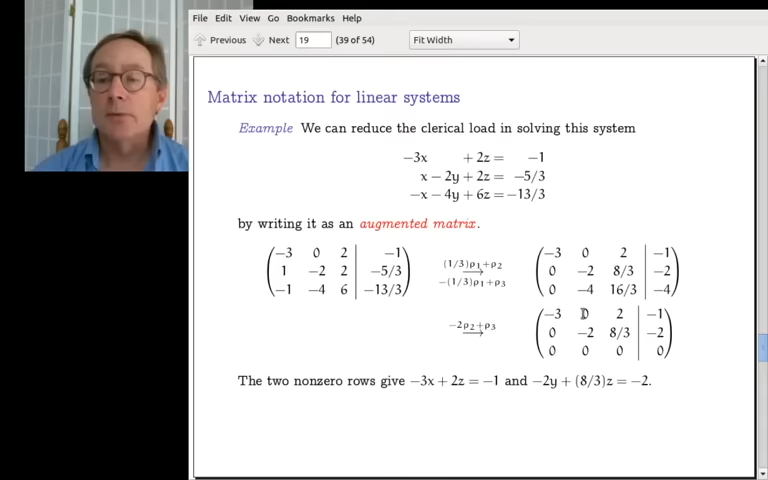 File Edit View Go Bookmarks Help
Previous Next 19 (39 of 54) Fit Width
Matrix notation for linear systems
Example We can reduce the clerical load in solving this system
−3x + 2z = −1
x − 2y + 2z = −5/3
−x − 4y + 6z = −13/3
by writing it as an augmented matrix.
−3 0 2 | −1
1 −2 2 | −5/3
−1 −4 6 | −13/3
(1/3)ρ1+ρ2
−(1/3)ρ1+ρ3
−3 0 2 | −1
0 −2 8/3 | −2
0 −4 16/3 | −4
−2ρ2+ρ3
−3 0 2 | −1
0 −2 8/3 | −2
0 0 0 | 0
The two nonzero rows give −3x + 2z = −1 and −2y + (8/3)z = −2.